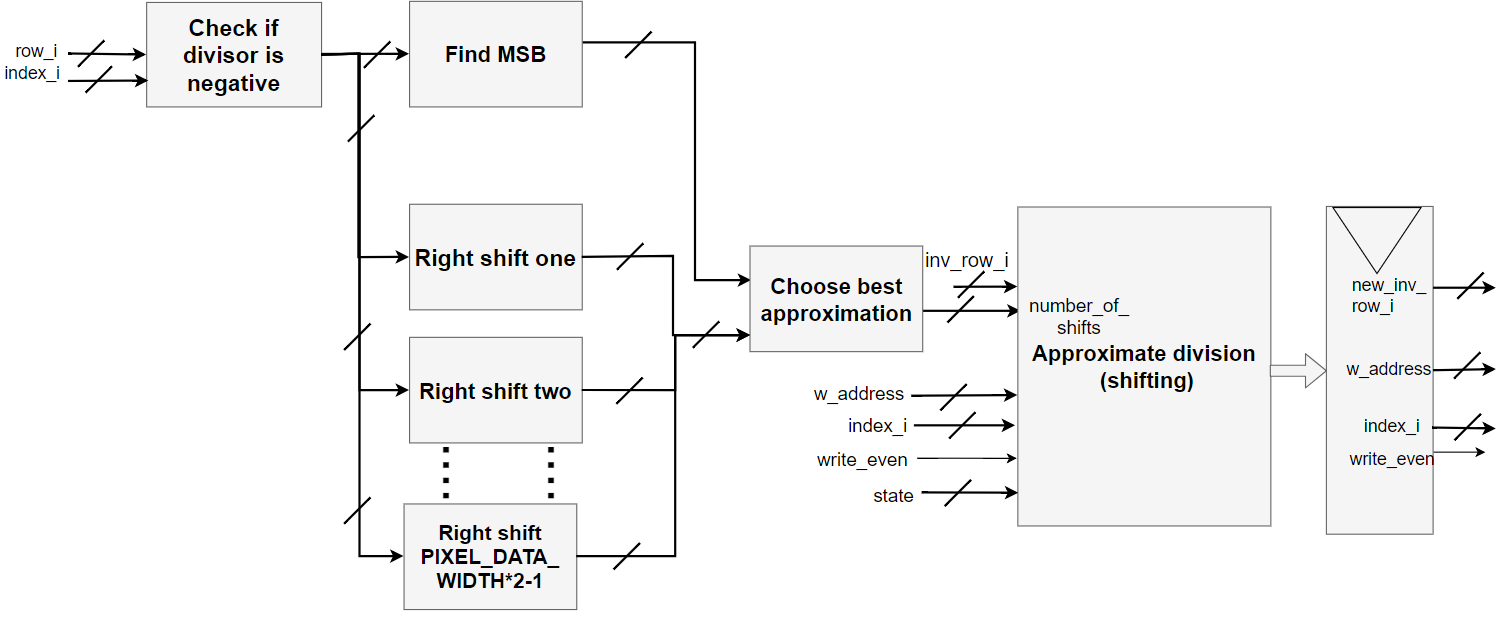 row_i
index_i
Check if
divisor is
negative
Find MSB
Right shift one
Right shift two
Right shift
PIXEL_DATA_
WIDTH*2-1
Choose best
approximation
inv_row_i
number_of_
shifts
Approximate division
(shifting)
w_address
index_i
write_even
state
new_inv_
row_i
w_address
index_i
write_even